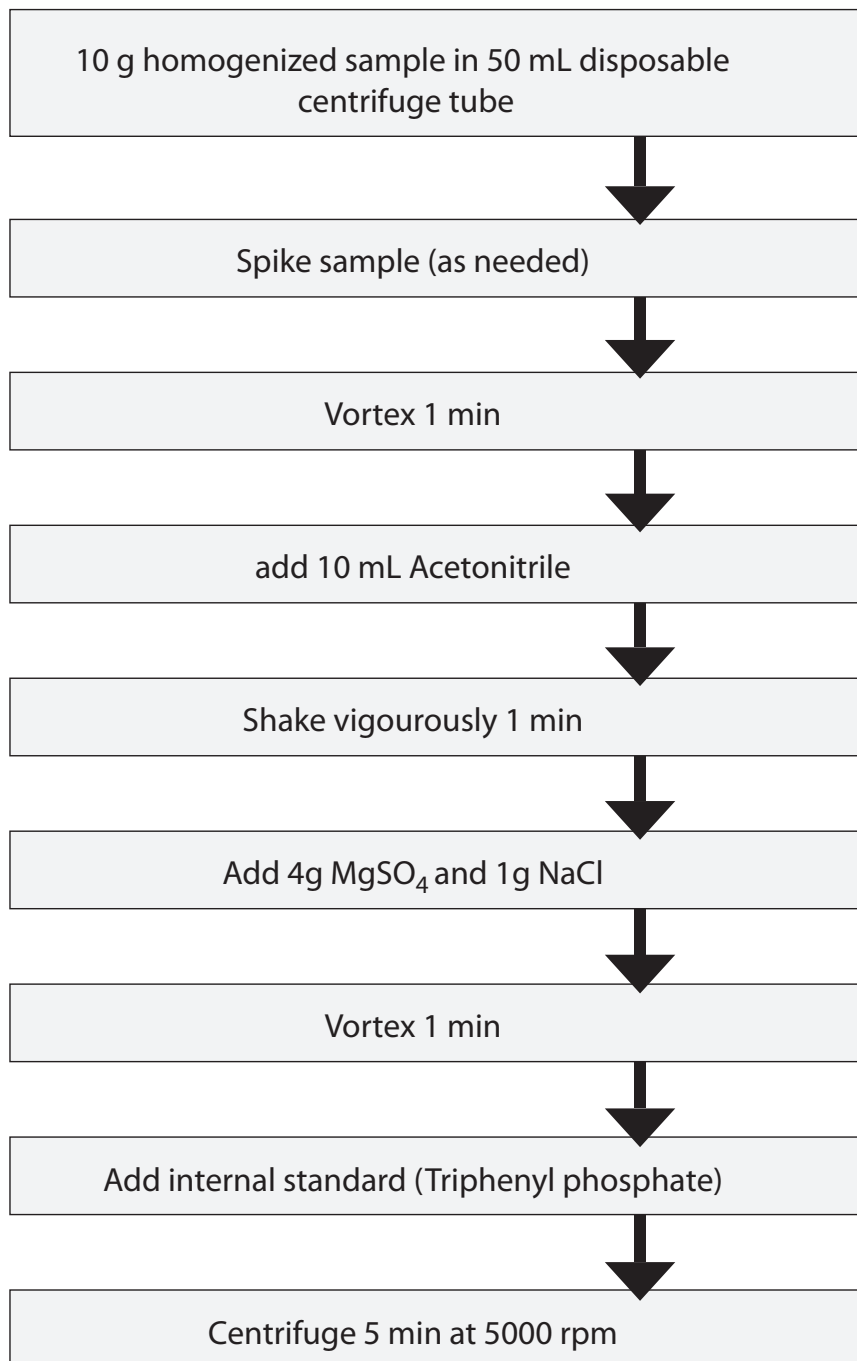 10 g homogenized sample in 50 mL disposable
centrifuge tube
Spike sample (as needed)
Vortex 1 min
add 10 mL Acetonitrile
Shake vigourously 1 min
Add 4g MgSO₄ and 1g NaCl
Vortex 1 min
Add internal standard (Triphenyl phosphate)
Centrifuge 5 min at 5000 rpm